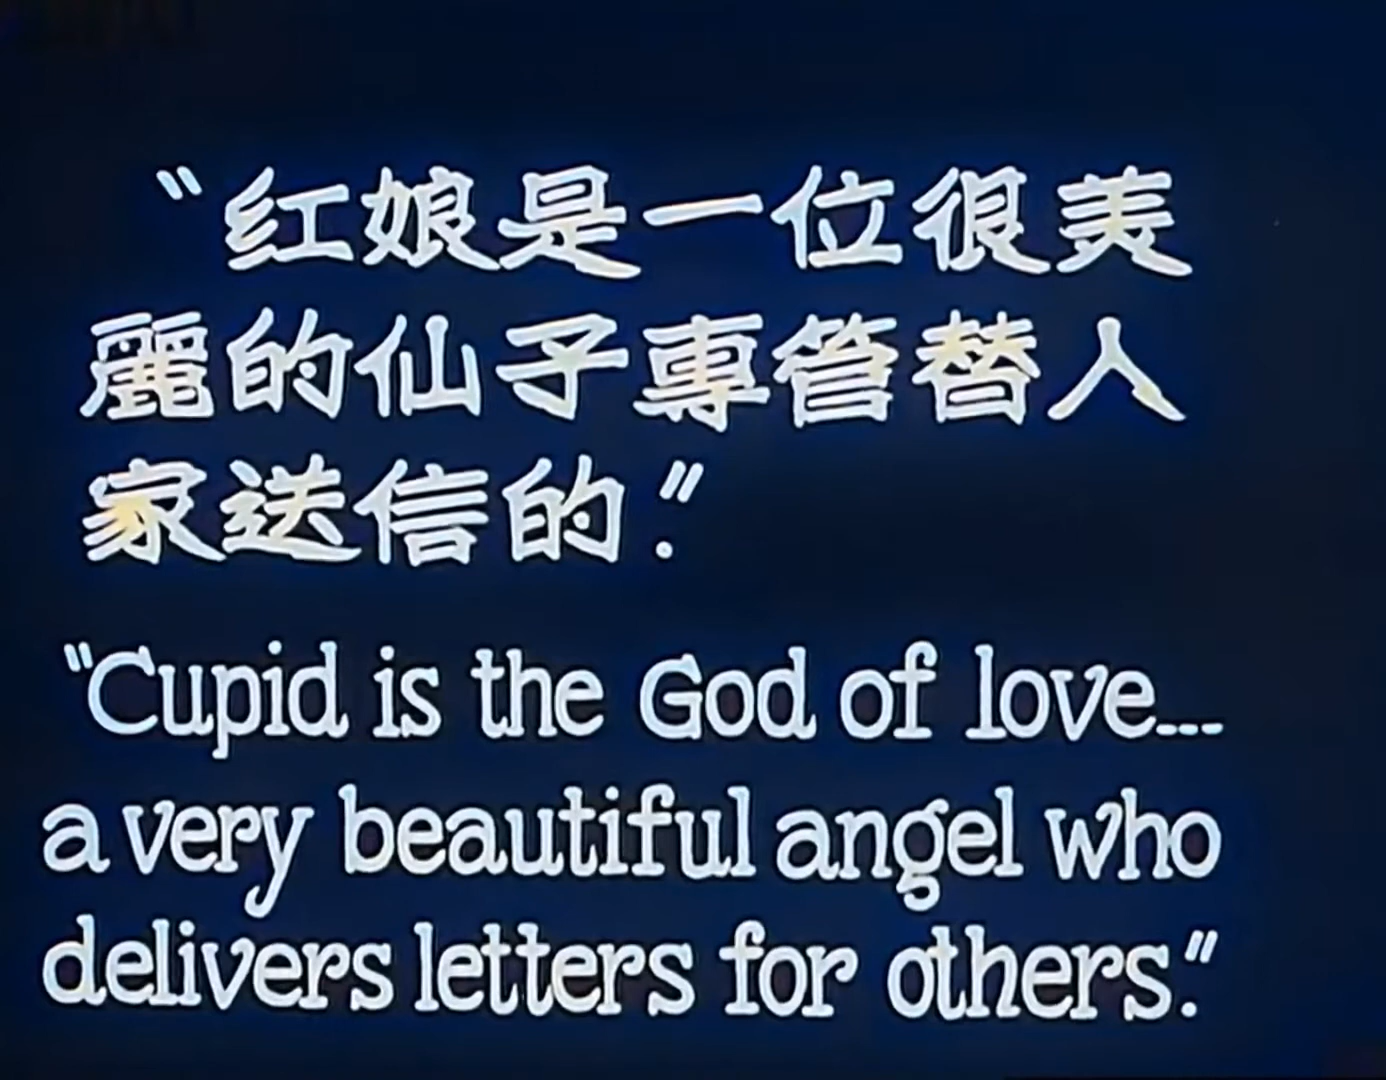 “红娘是一位很美
麗的仙子專管替人
家送信的.”
"Cupid is the God of love...
a very beautiful angel who
delivers letters for others."